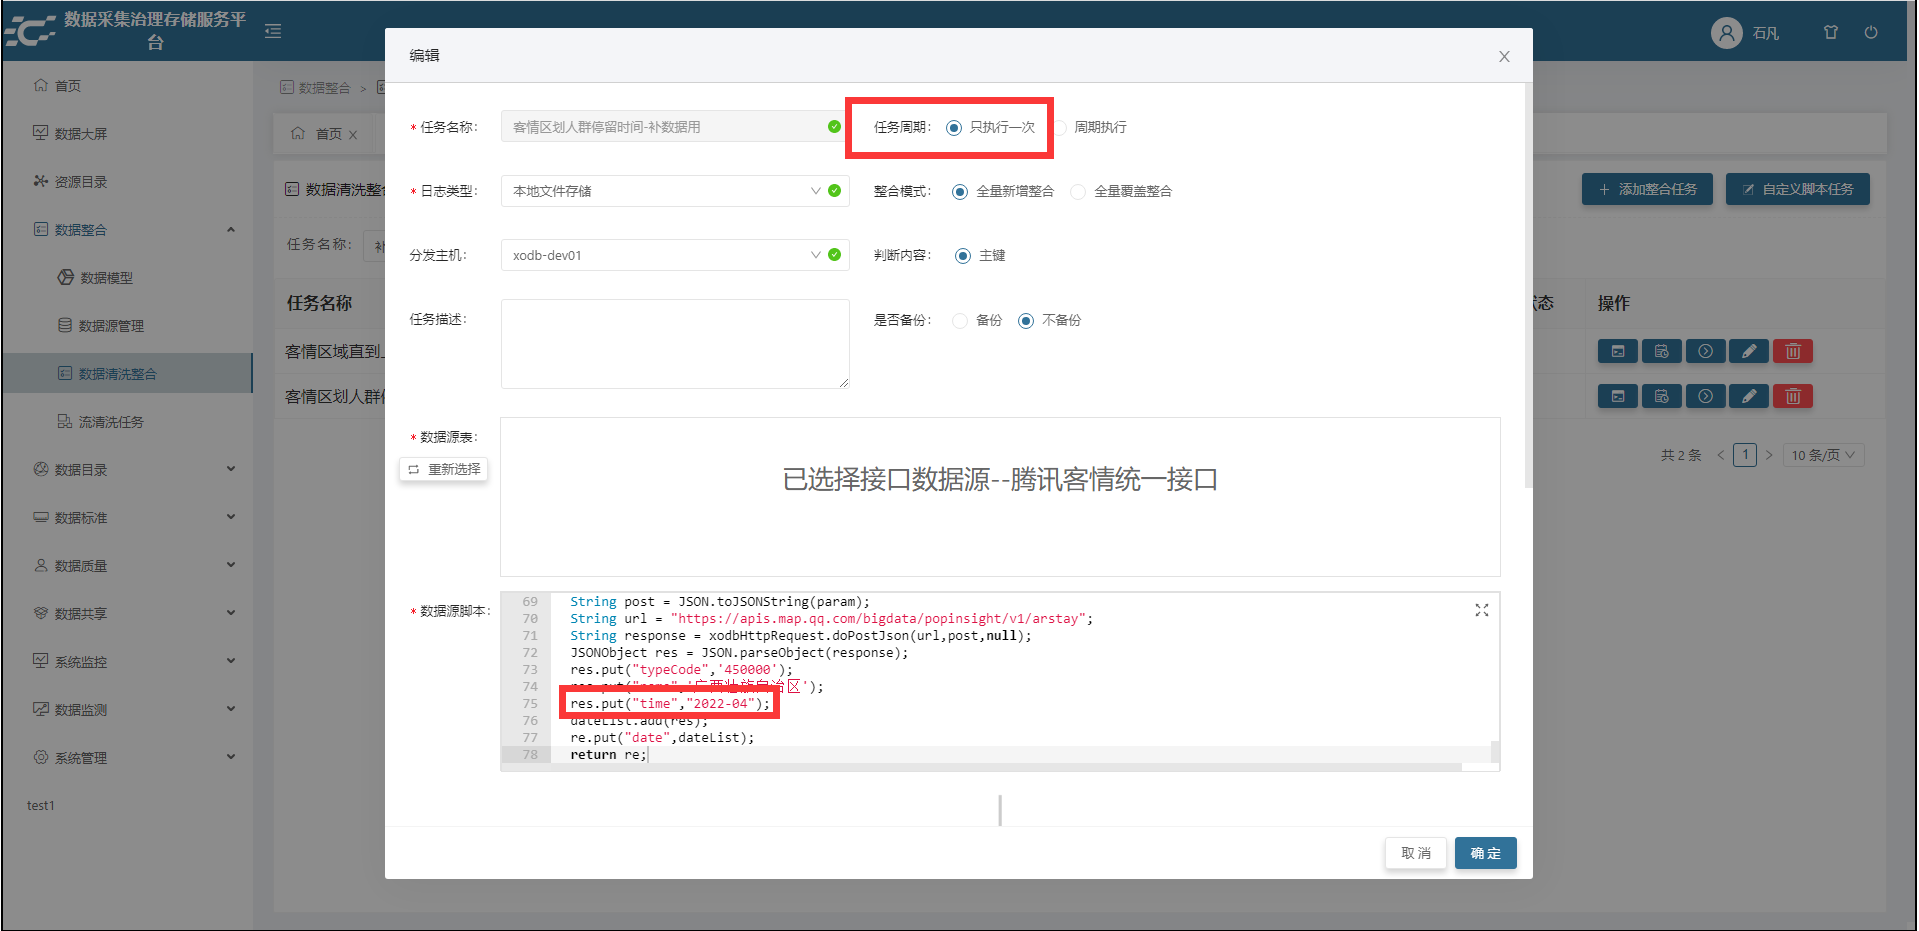 数据采集治理存储服务平
台
石凡
首页
数据大屏
资源目录
数据整合
数据模型
数据源管理
数据清洗整合
流清洗任务
数据目录
数据标准
数据质量
数据共享
系统监控
数据监测
系统管理
test1
数据整合 >
首页 x
数据清洗整合
添加整合任务
自定义脚本任务
任务名称:
任务名称
操作
客情区域直到
客情区划人群
共 2 条 < 1 > 10 条/页
编辑
* 任务名称: 客情区划人群停留时间-补数据用
任务周期: 只执行一次 周期执行
* 日志类型: 本地文件存储
整合模式: 全量新增整合 全量覆盖整合
分发主机: xodb-dev01
判断内容: 主键
任务描述:
是否备份: 备份 不备份
* 数据源表:
重新选择
已选择接口数据源--腾讯客情统一接口
* 数据源脚本:
69 String post = JSON.toJSONString(param);
70 String url = "https://apis.map.qq.com/bigdata/popinsight/v1/arstay";
71 String response = xodbHttpRequest.doPostJson(url,post,null);
72 JSONObject res = JSON.parseObject(response);
73 res.put("typeCode",'450000');
74 res.put("name",'广西壮族自治区');
75 res.put("time","2022-04");
76 dateList.add(res);
77 re.put("date",dateList);
78 return re;
取 消
确 定